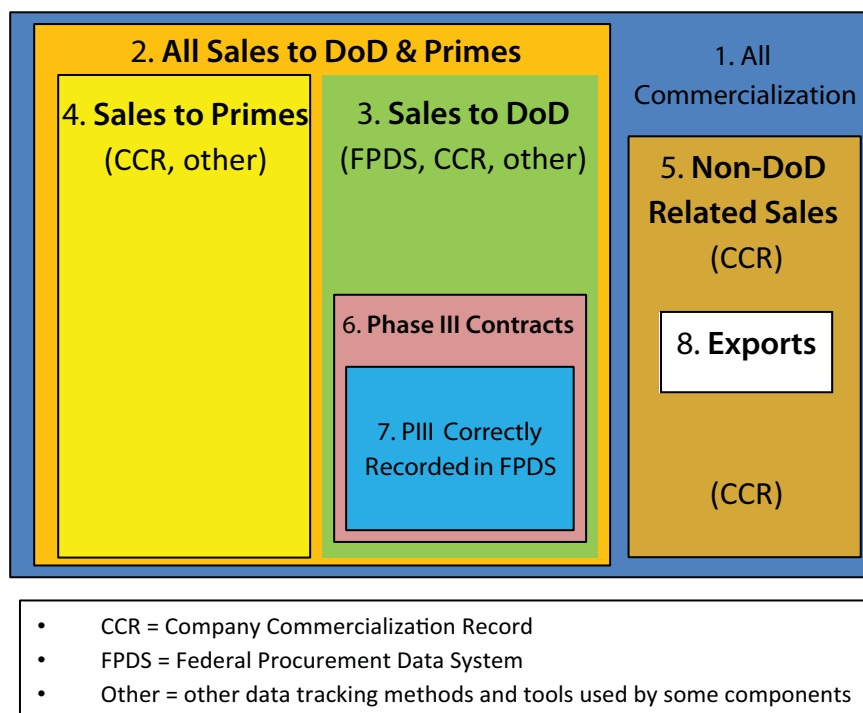 2. All Sales to DoD & Primes
1. All
Commercialization
4. Sales to Primes
(CCR, other)
3. Sales to DoD
(FPDS, CCR, other)
5. Non-DoD
Related Sales
(CCR)
6. Phase III Contracts
8. Exports
7. PIII Correctly
Recorded in FPDS
(CCR)
• CCR = Company Commercialization Record
• FPDS = Federal Procurement Data System
• Other = other data tracking methods and tools used by some components